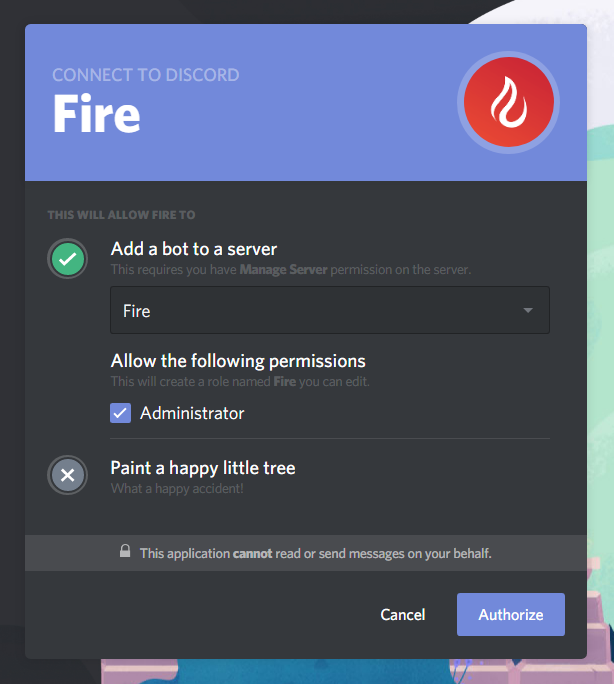 CONNECT TO DISCORD
Fire
THIS WILL ALLOW FIRE TO
Add a bot to a server
This requires you have Manage Server permission on the server.
Fire
Allow the following permissions
This will create a role named Fire you can edit.
Administrator
Paint a happy little tree
What a happy accident!
This application cannot read or send messages on your behalf.
Cancel
Authorize